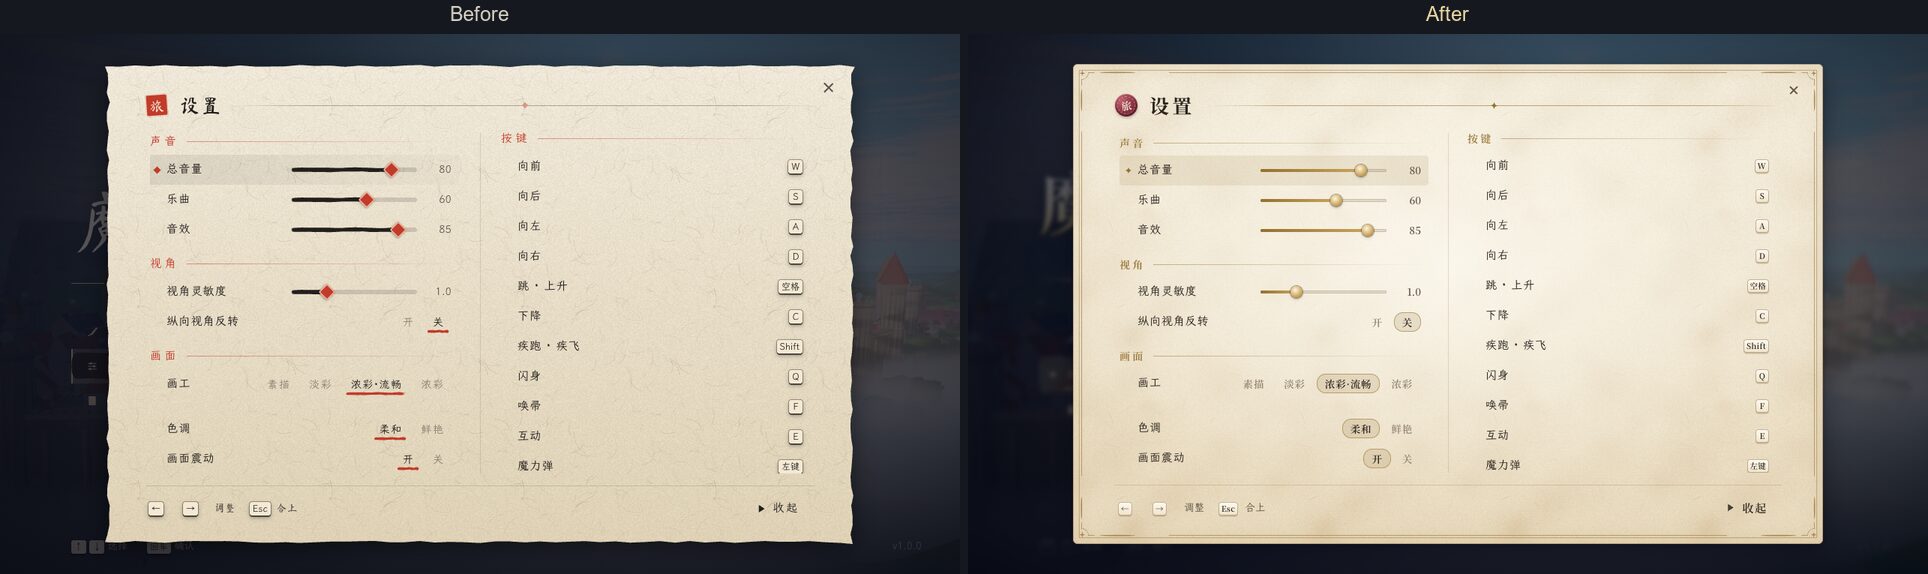 Before
旅 设置
声音
总音量 80
乐曲 60
音效 85
视角
视角灵敏度 1.0
纵向视角反转 开 关
画面
画工 素描 淡彩 浓彩·流畅 浓彩
色调 柔和 鲜艳
画面震动 开 关
按键
向前 W
向后 S
向左 A
向右 D
跳·上升 空格
下降 C
疾跑·疾飞 Shift
闪身 Q
唤帚 F
互动 E
魔力弹 左键
← → 调整 Esc 合上
▶ 收起
v1.0.0
After
旅 设置
声音
总音量 80
乐曲 60
音效 85
视角
视角灵敏度 1.0
纵向视角反转 开 关
画面
画工 素描 淡彩 浓彩·流畅 浓彩
色调 柔和 鲜艳
画面震动 开 关
按键
向前 W
向后 S
向左 A
向右 D
跳·上升 空格
下降 C
疾跑·疾飞 Shift
闪身 Q
唤帚 F
互动 E
魔力弹 左键
← → 调整 Esc 合上
▶ 收起